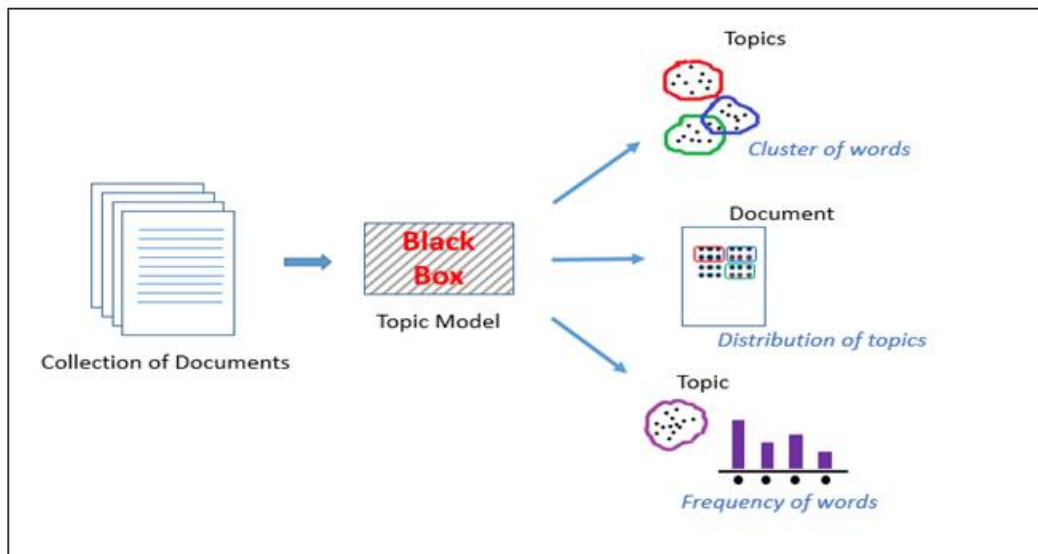 Collection of Documents
Black
Box
Topic Model
Topics
Cluster of words
Document
Distribution of topics
Topic
Frequency of words